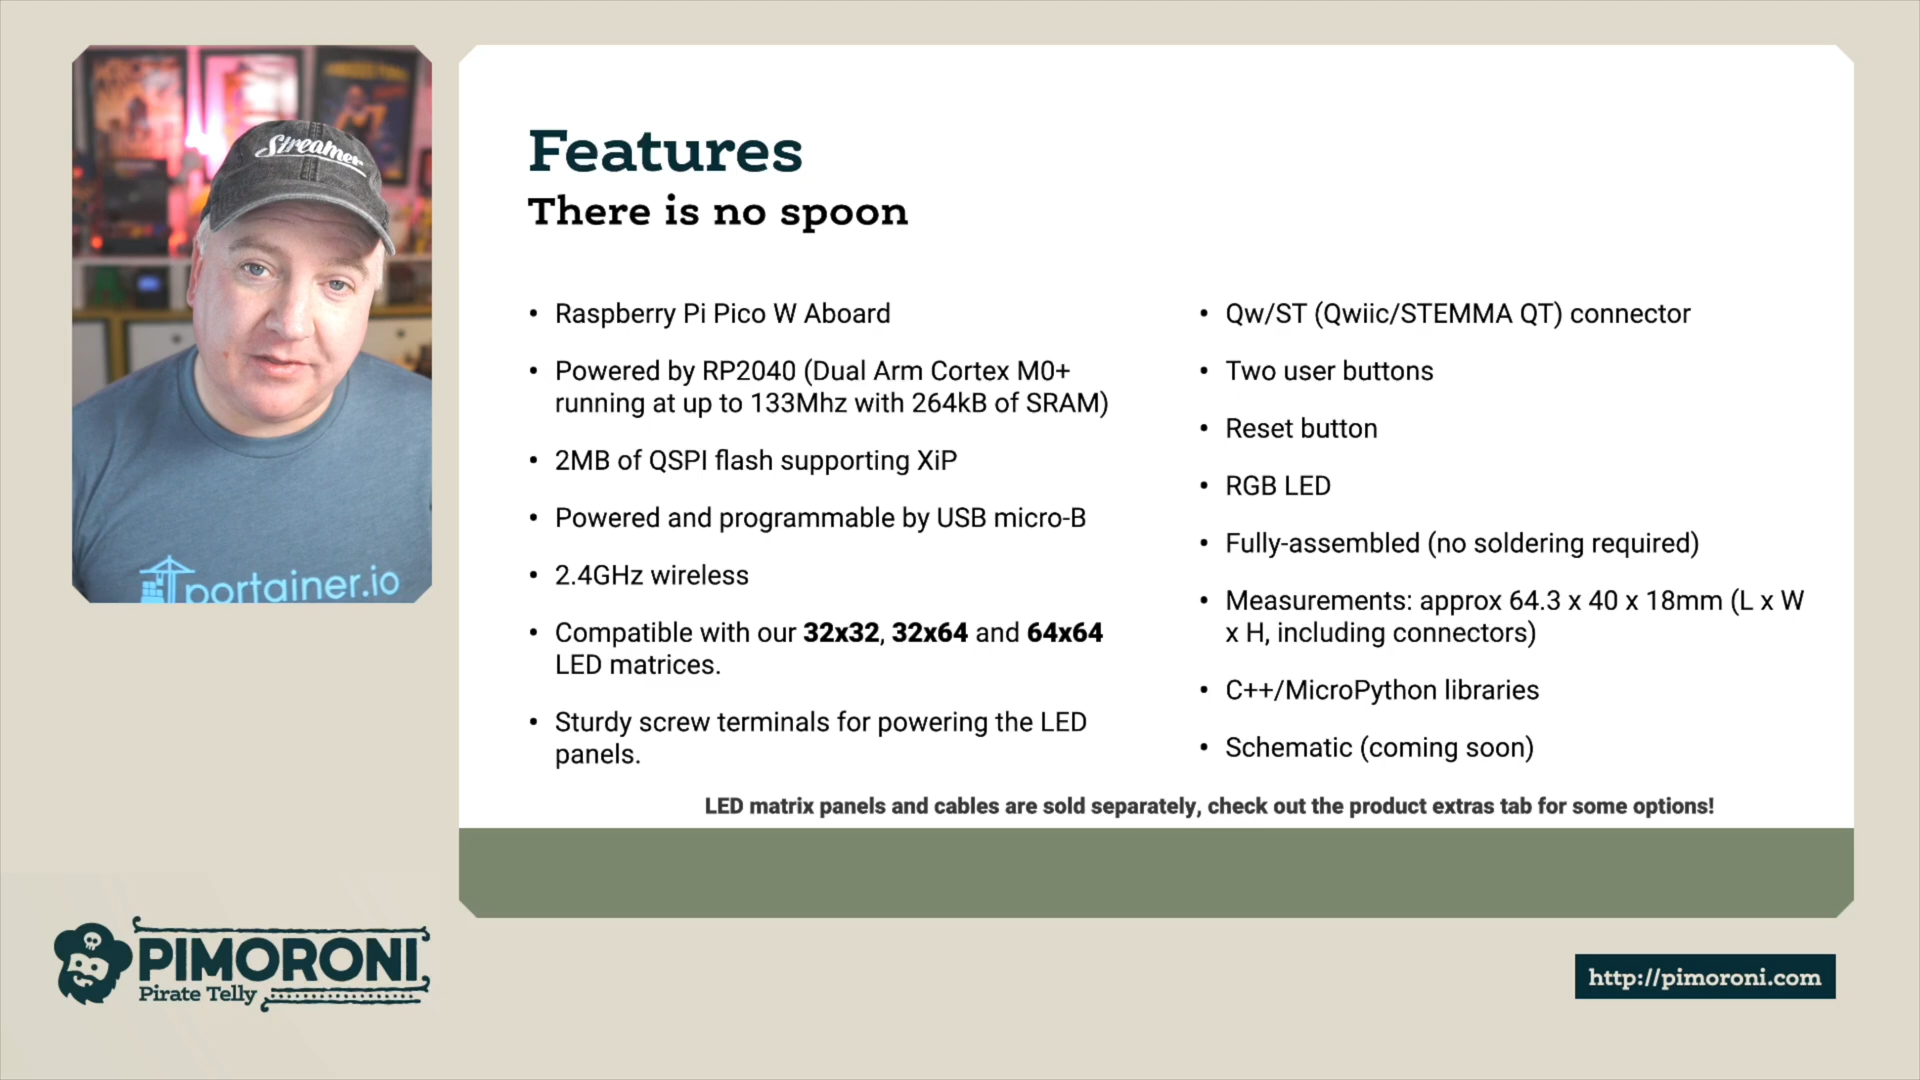 Streamer
portainer.io
Features
There is no spoon
• Raspberry Pi Pico W Aboard
• Powered by RP2040 (Dual Arm Cortex M0+
running at up to 133Mhz with 264kB of SRAM)
• 2MB of QSPI flash supporting XiP
• Powered and programmable by USB micro-B
• 2.4GHz wireless
• Compatible with our 32x32, 32x64 and 64x64
LED matrices.
• Sturdy screw terminals for powering the LED
panels.
• Qw/ST (Qwiic/STEMMA QT) connector
• Two user buttons
• Reset button
• RGB LED
• Fully-assembled (no soldering required)
• Measurements: approx 64.3 x 40 x 18mm (L x W
x H, including connectors)
• C++/MicroPython libraries
• Schematic (coming soon)
LED matrix panels and cables are sold separately, check out the product extras tab for some options!
PIMORONI
Pirate Telly
http://pimoroni.com